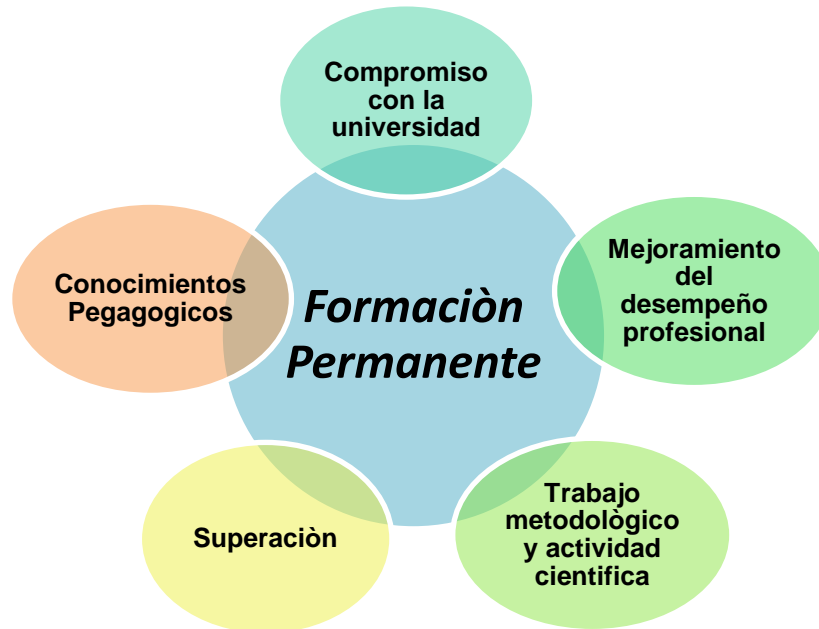 Compromiso
con la
universidad
Mejoramiento
del
desempeño
profesional
Conocimientos
Pegagogicos
Formaciòn
Permanente
Trabajo
metodològico
y actividad
cientifica
Superaciòn